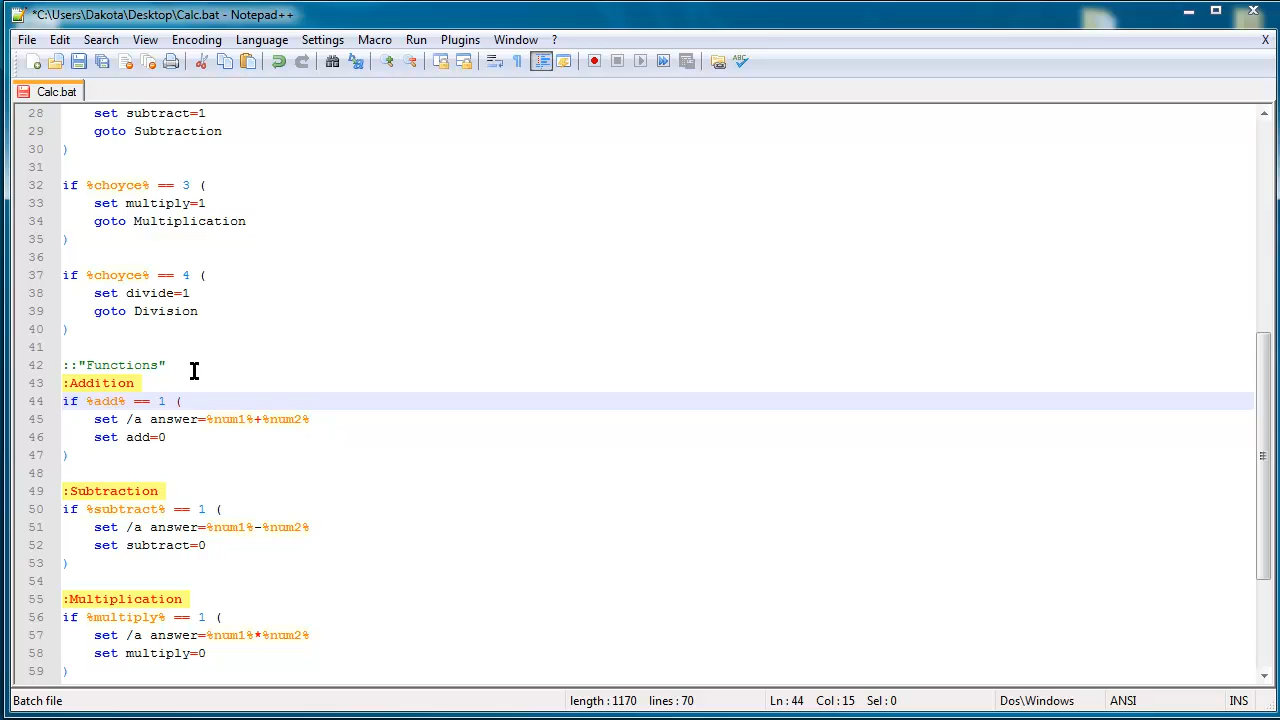 *C:\Users\Dakota\Desktop\Calc.bat - Notepad++
File Edit Search View Encoding Language Settings Macro Run Plugins Window ? X
Calc.bat
28 set subtract=1
29 goto Subtraction
30 )
31
32 if %choyce% == 3 (
33 set multiply=1
34 goto Multiplication
35 )
36
37 if %choyce% == 4 (
38 set divide=1
39 goto Division
40 )
41
42 ::"Functions"
43 :Addition
44 if %add% == 1 (
45 set /a answer=%num1%+%num2%
46 set add=0
47 )
48
49 :Subtraction
50 if %subtract% == 1 (
51 set /a answer=%num1%-%num2%
52 set subtract=0
53 )
54
55 :Multiplication
56 if %multiply% == 1 (
57 set /a answer=%num1%*%num2%
58 set multiply=0
59 )
Batch file length : 1170 lines : 70 Ln : 44 Col : 15 Sel : 0 Dos\Windows ANSI INS